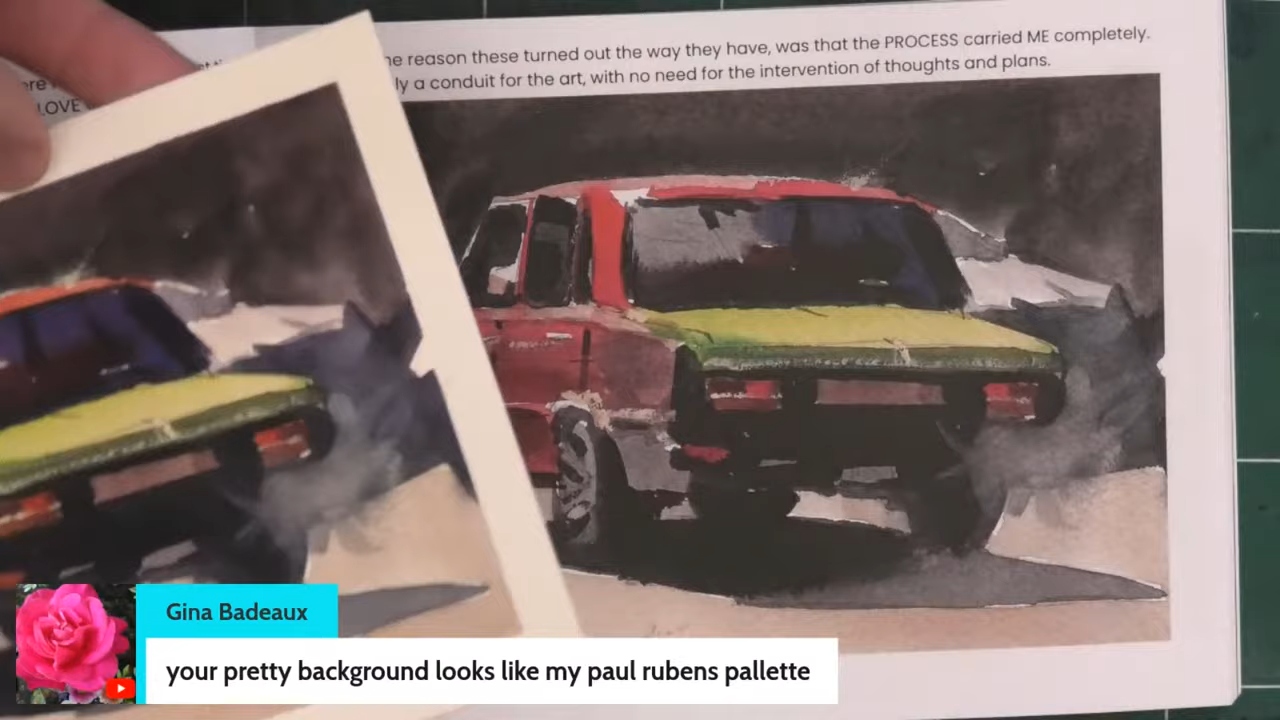 he reason these turned out the way they have, was that the PROCESS carried ME completely.
ly a conduit for the art, with no need for the intervention of thoughts and plans.
LOVE
Gina Badeaux
your pretty background looks like my paul rubens pallette